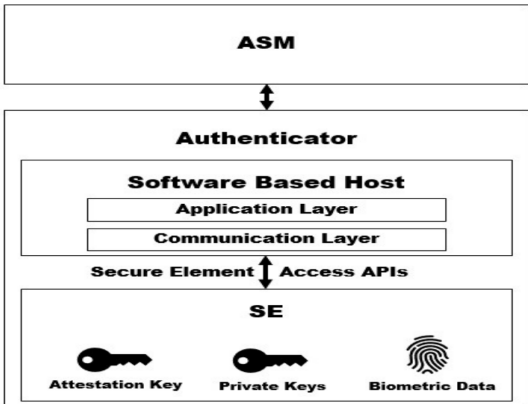 ASM
Authenticator
Software Based Host
Application Layer
Communication Layer
Secure Element Access APIs
SE
Attestation Key Private Keys Biometric Data